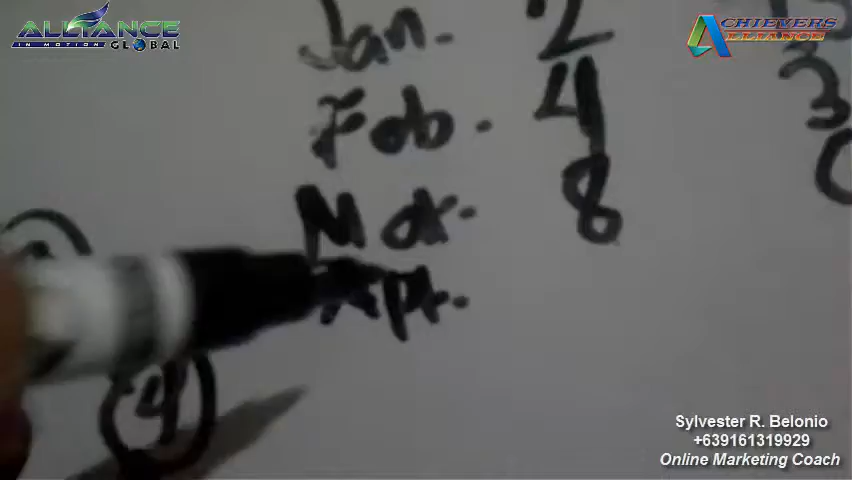 ALLIANCE
IN MOTION GLOBAL
ACHIEVERS
ALLIANCE
Jan. 2
Feb. 4
Mar. 8
Apr.
3
4
Sylvester R. Belonio
+639161319929
Online Marketing Coach